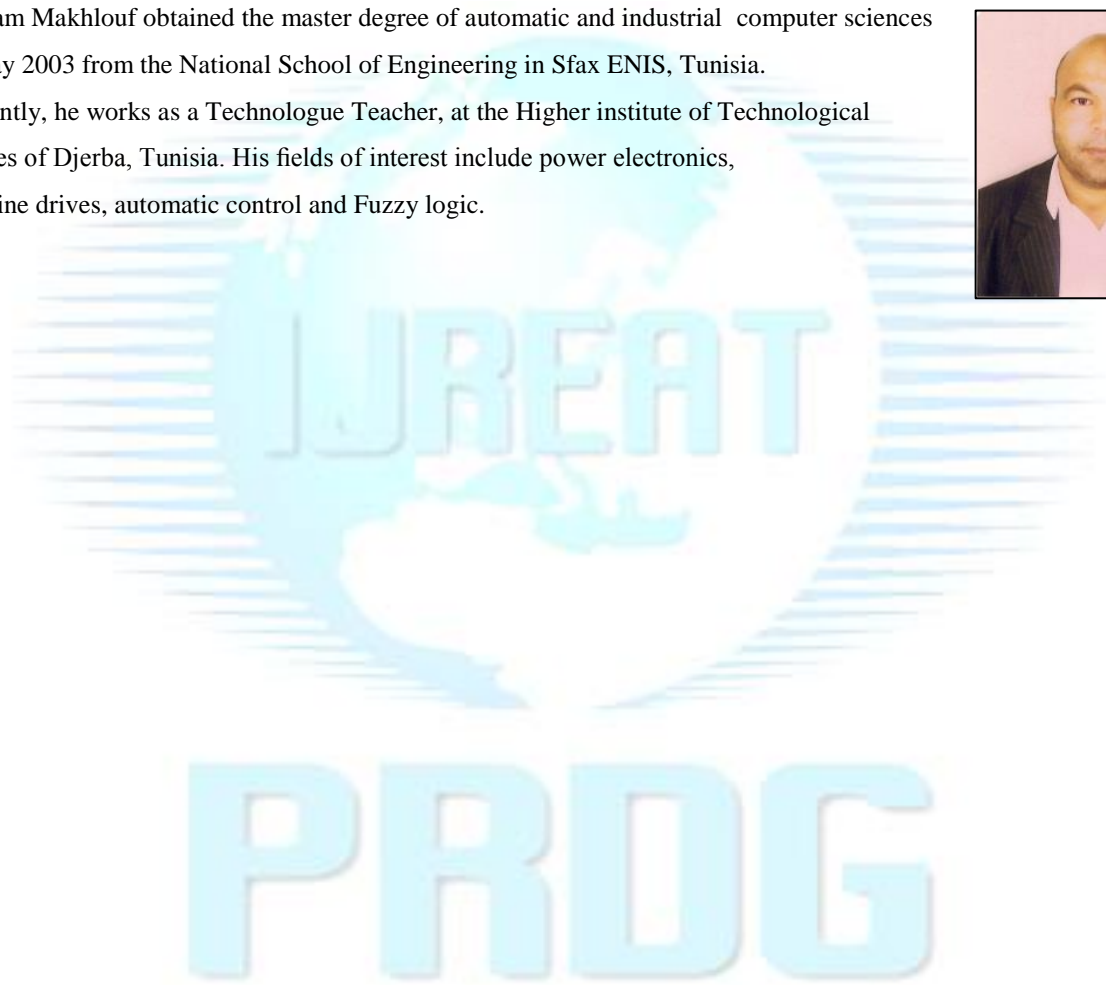 am Makhlouf obtained the master degree of automatic and industrial computer sciences
ay 2003 from the National School of Engineering in Sfax ENIS, Tunisia.
ntly, he works as a Technologue Teacher, at the Higher institute of Technological
es of Djerba, Tunisia. His fields of interest include power electronics,
ine drives, automatic control and Fuzzy logic.
IJREAT
PRDG